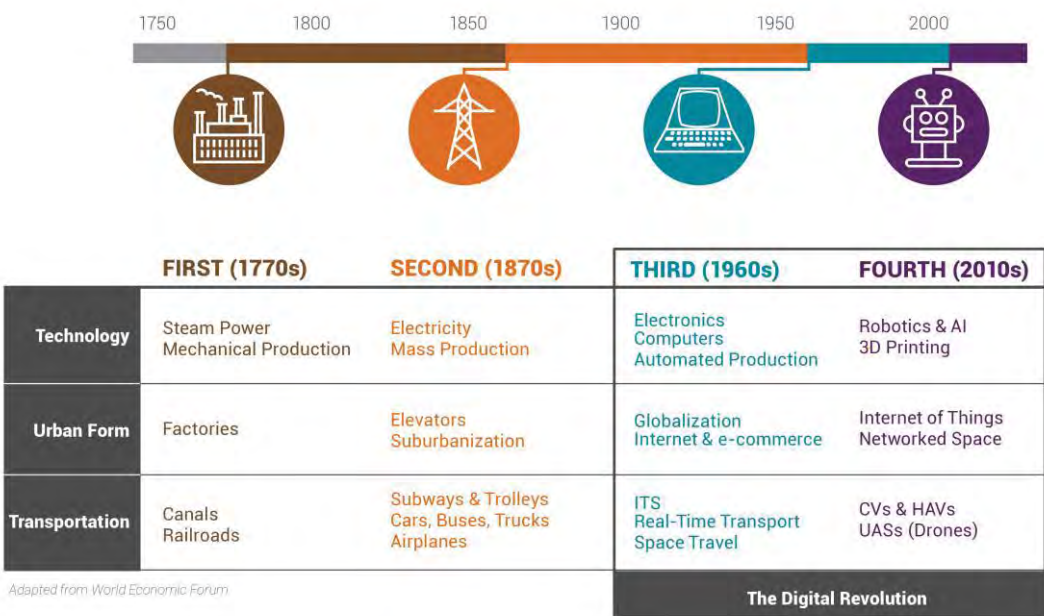 1750 1800 1850 1900 1950 2000
FIRST (1770s) SECOND (1870s) THIRD (1960s) FOURTH (2010s)
Technology
Steam Power
Mechanical Production
Electricity
Mass Production
Electronics
Computers
Automated Production
Robotics & AI
3D Printing
Urban Form
Factories
Elevators
Suburbanization
Globalization
Internet & e-commerce
Internet of Things
Networked Space
Transportation
Canals
Railroads
Subways & Trolleys
Cars, Buses, Trucks
Airplanes
ITS
Real-Time Transport
Space Travel
CVs & HAVs
UASs (Drones)
Adapted from World Economic Forum
The Digital Revolution